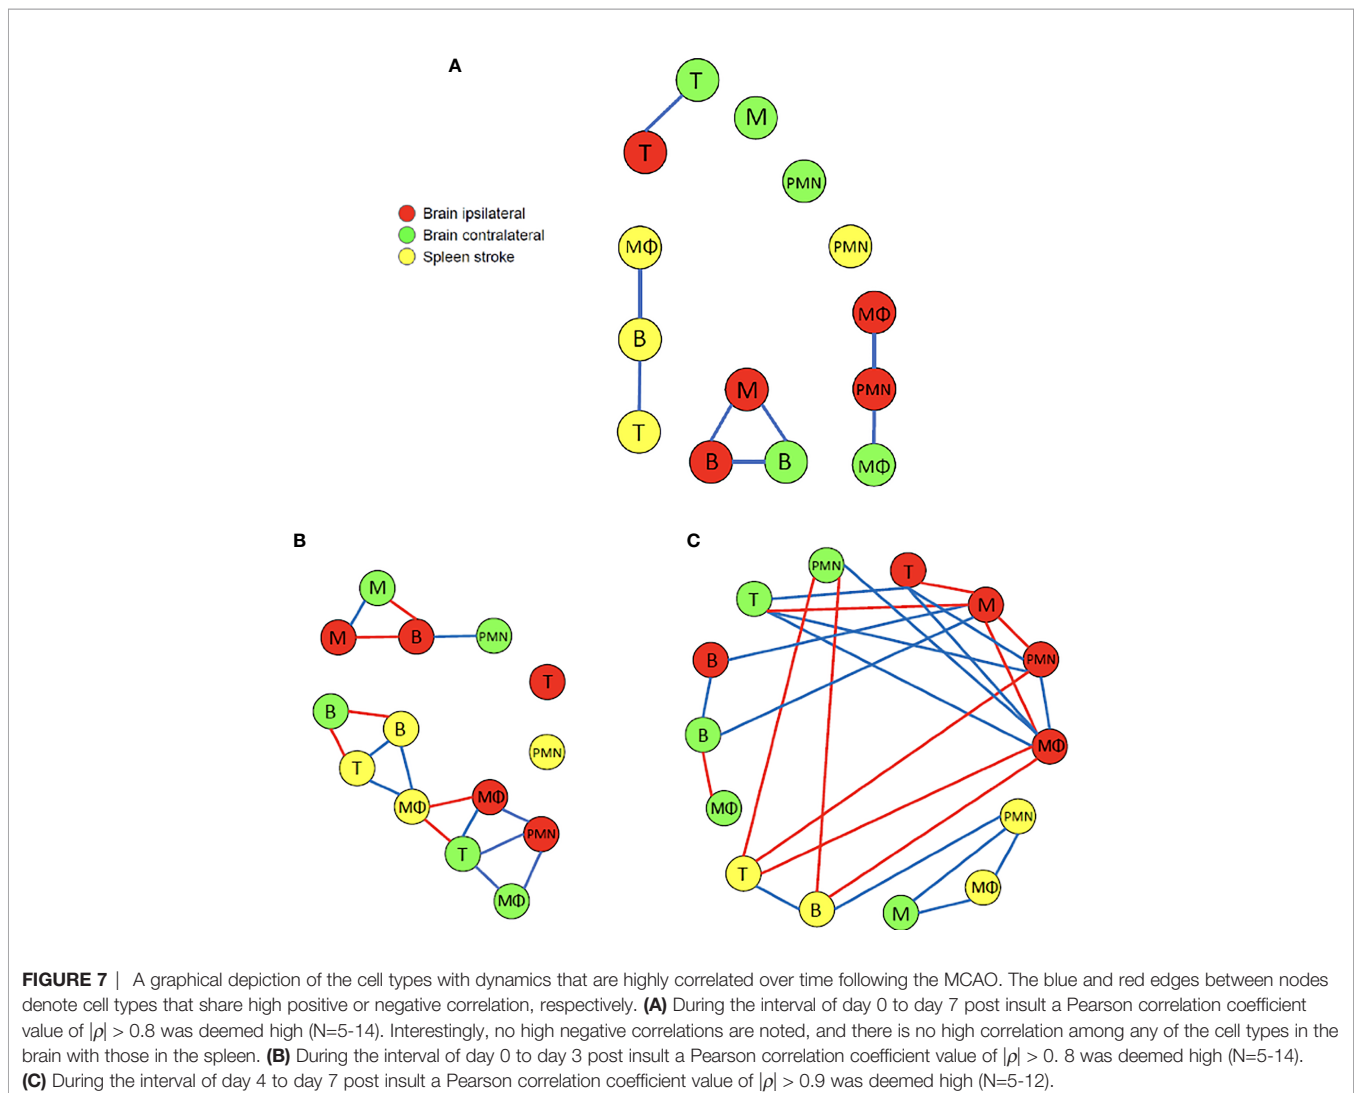 A
T
M
T
PMN
Brain ipsilateral
Brain contralateral
Spleen stroke
MΦ
PMN
MΦ
B
M
PMN
T
B
B
MΦ
B
C
M
M
B
PMN
T
B
B
T
PMN
MΦ
MΦ
PMN
T
MΦ
PMN
T
T
M
B
PMN
B
MΦ
MΦ
PMN
T
MΦ
B
M
FIGURE 7 | A graphical depiction of the cell types with dynamics that are highly correlated over time following the MCAO. The blue and red edges between nodes
denote cell types that share high positive or negative correlation, respectively. (A) During the interval of day 0 to day 7 post insult a Pearson correlation coefficient
value of |ρ| > 0.8 was deemed high (N=5-14). Interestingly, no high negative correlations are noted, and there is no high correlation among any of the cell types in the
brain with those in the spleen. (B) During the interval of day 0 to day 3 post insult a Pearson correlation coefficient value of |ρ| > 0. 8 was deemed high (N=5-14).
(C) During the interval of day 4 to day 7 post insult a Pearson correlation coefficient value of |ρ| > 0.9 was deemed high (N=5-12).